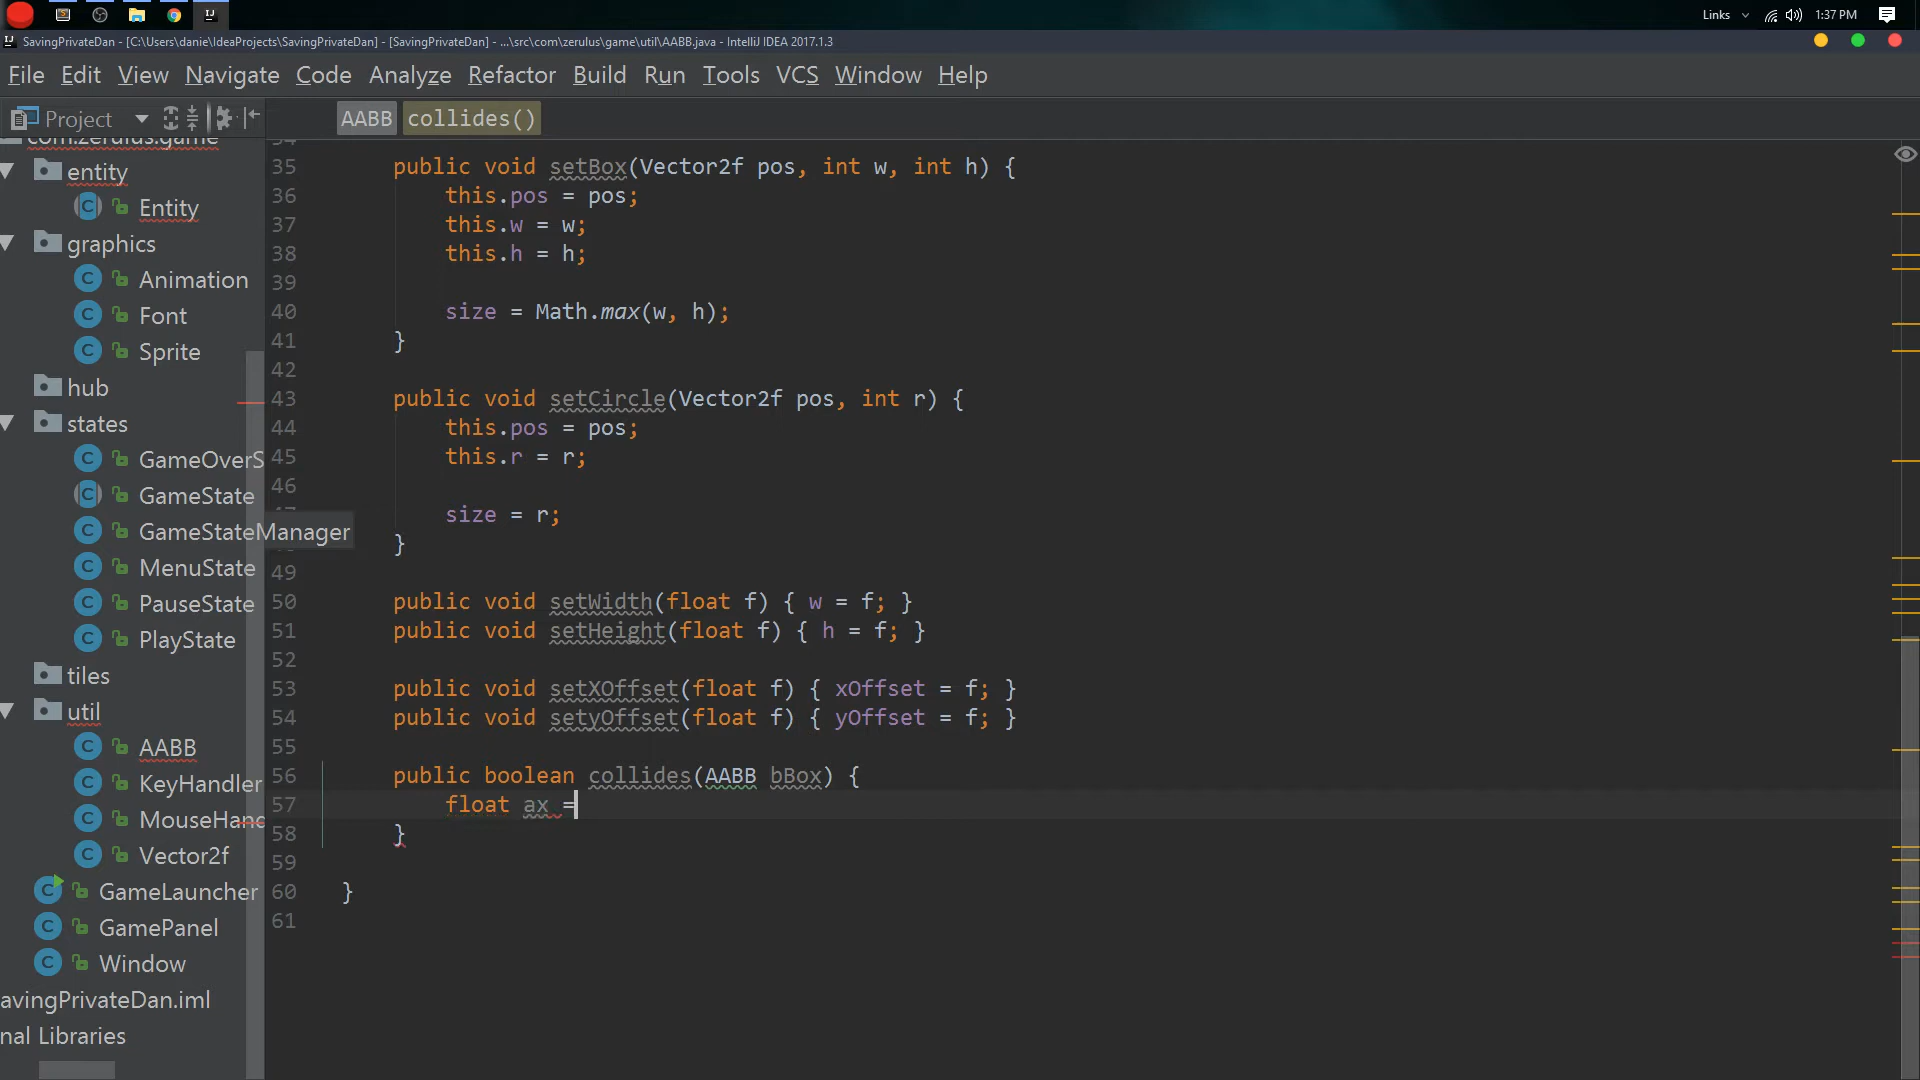 Links 1:37 PM
SavingPrivateDan - [C:\Users\danie\IdeaProjects\SavingPrivateDan] - [SavingPrivateDan] - ...\src\com\zerulus\game\util\AABB.java - IntelliJ IDEA 2017.1.3
File Edit View Navigate Code Analyze Refactor Build Run Tools VCS Window Help
Project
AABB collides()
com.zerulus.game
entity
Entity
graphics
Animation
Font
Sprite
hub
states
GameOverS
GameState
GameStateManager
MenuState
PauseState
PlayState
tiles
util
AABB
KeyHandler
MouseHand
Vector2f
GameLauncher
GamePanel
Window
avingPrivateDan.iml
nal Libraries
34
35 public void setBox(Vector2f pos, int w, int h) {
36 this.pos = pos;
37 this.w = w;
38 this.h = h;
39
40 size = Math.max(w, h);
41 }
42
43 public void setCircle(Vector2f pos, int r) {
44 this.pos = pos;
45 this.r = r;
46
size = r;
}
49
50 public void setWidth(float f) { w = f; }
51 public void setHeight(float f) { h = f; }
52
53 public void setXOffset(float f) { xOffset = f; }
54 public void setyOffset(float f) { yOffset = f; }
55
56 public boolean collides(AABB bBox) {
57 float ax =
58 }
59
60 }
61